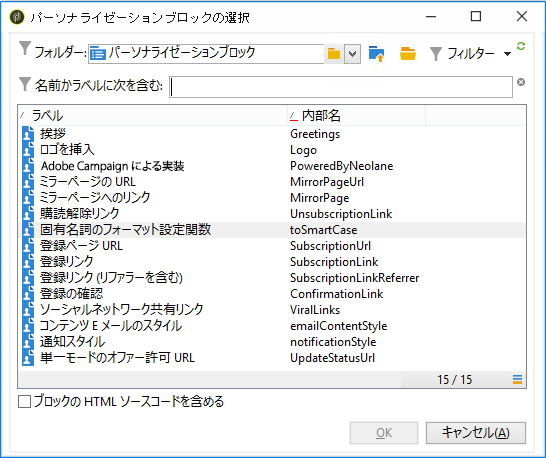 パーソナライゼーションブロックの選択
フォルダー: パーソナライゼーションブロック フィルター
名前かラベルに次を含む:
ラベル 内部名
挨拶 Greetings
ロゴを挿入 Logo
Adobe Campaign による実装 PoweredByNeolane
ミラーページの URL MirrorPageUrl
ミラーページへのリンク MirrorPage
購読解除リンク UnsubscriptionLink
固有名詞のフォーマット設定関数 toSmartCase
登録ページ URL SubscriptionUrl
登録リンク SubscriptionLink
登録リンク (リファラーを含む) SubscriptionLinkReferrer
登録の確認 ConfirmationLink
ソーシャルネットワーク共有リンク ViralLinks
コンテンツ E メールのスタイル emailContentStyle
通知スタイル notificationStyle
単一モードのオファー許可 URL UpdateStatusUrl
15 / 15
ブロックの HTML ソースコードを含める
OK キャンセル(A)